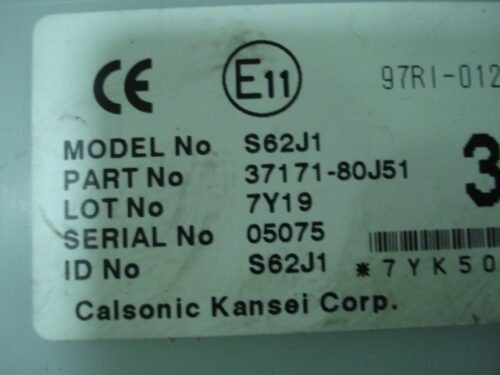 CE E11 97RI-012
MODEL No S62J1
PART No 37171-80J51 3
LOT No 7Y19
SERIAL No 05075
ID No S62J1 *7YK50
Calsonic Kansei Corp.